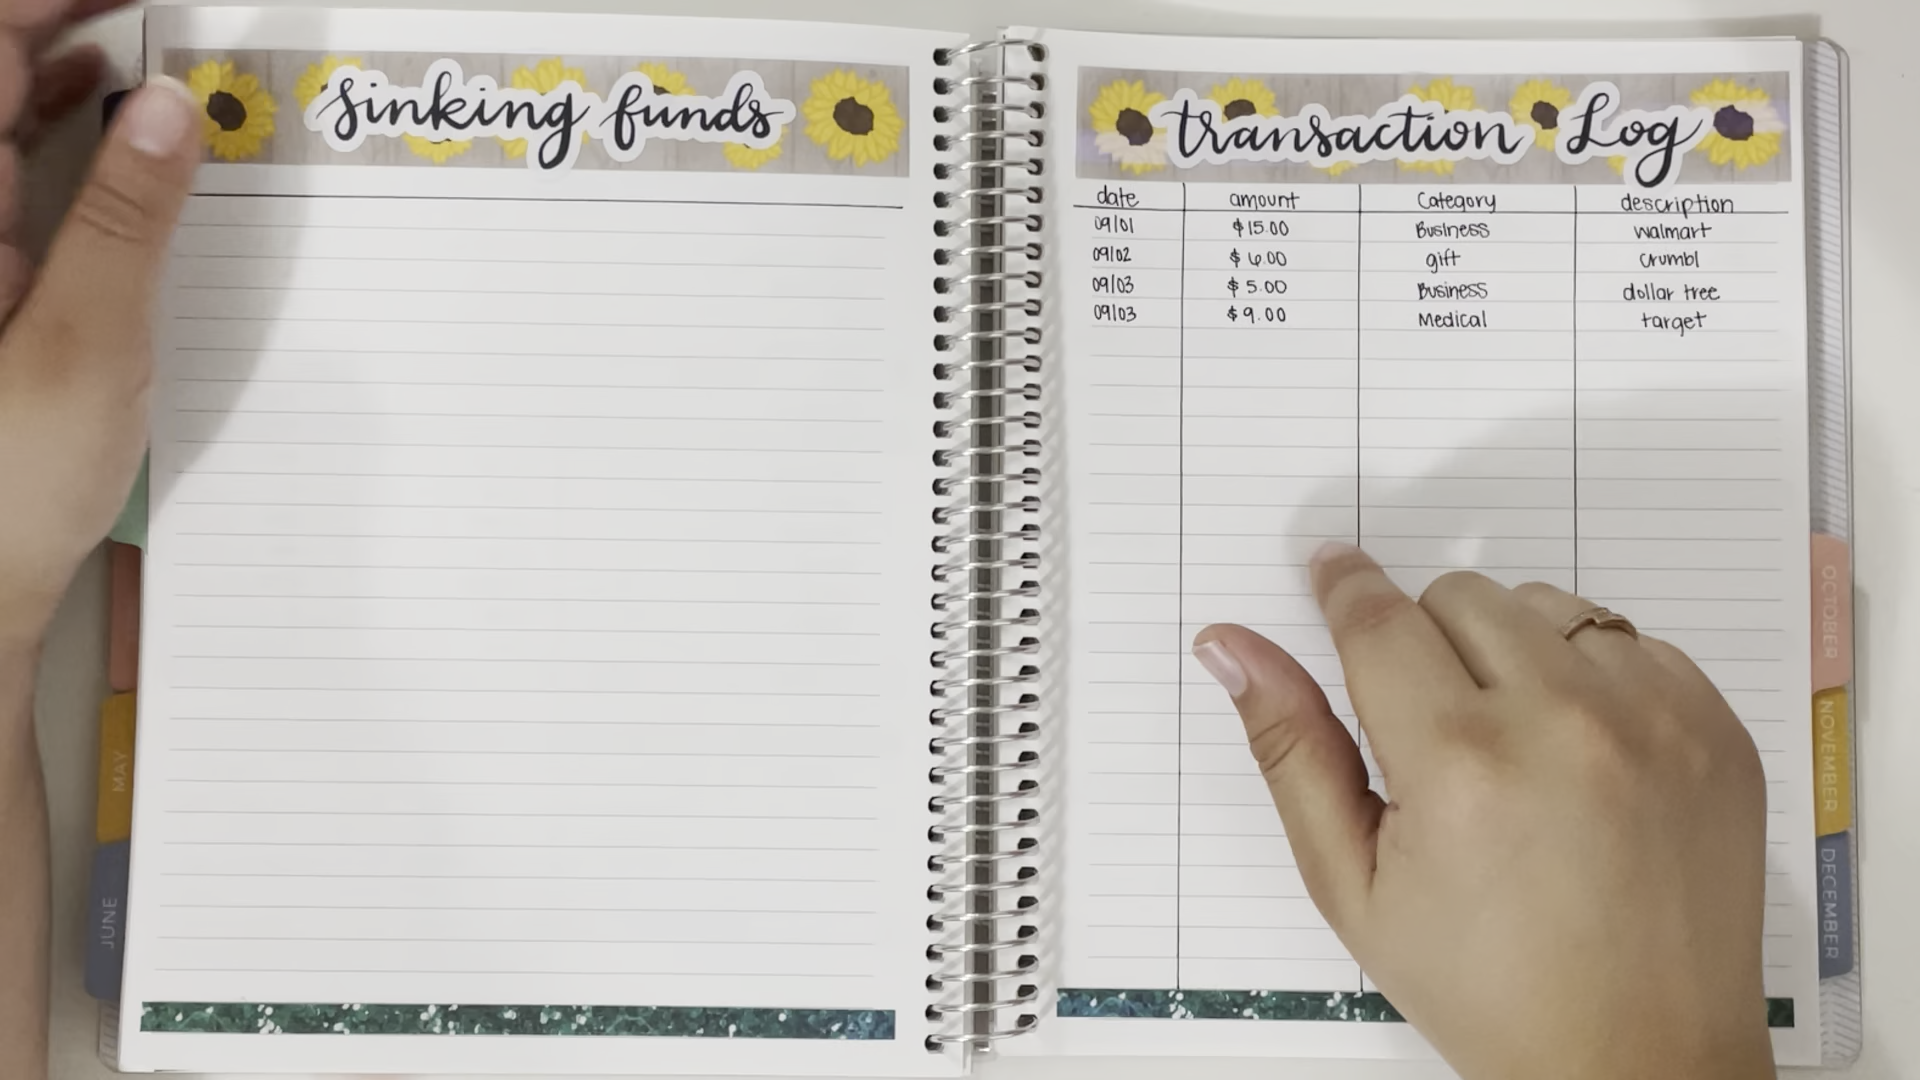 sinking funds
transaction Log
date amount Category description
09/01 $15.00 Business walmart
09/02 $6.00 gift crumbl
09/03 $5.00 Business dollar tree
09/03 $9.00 Medical target
MAY
JUNE
OCTOBER
NOVEMBER
DECEMBER